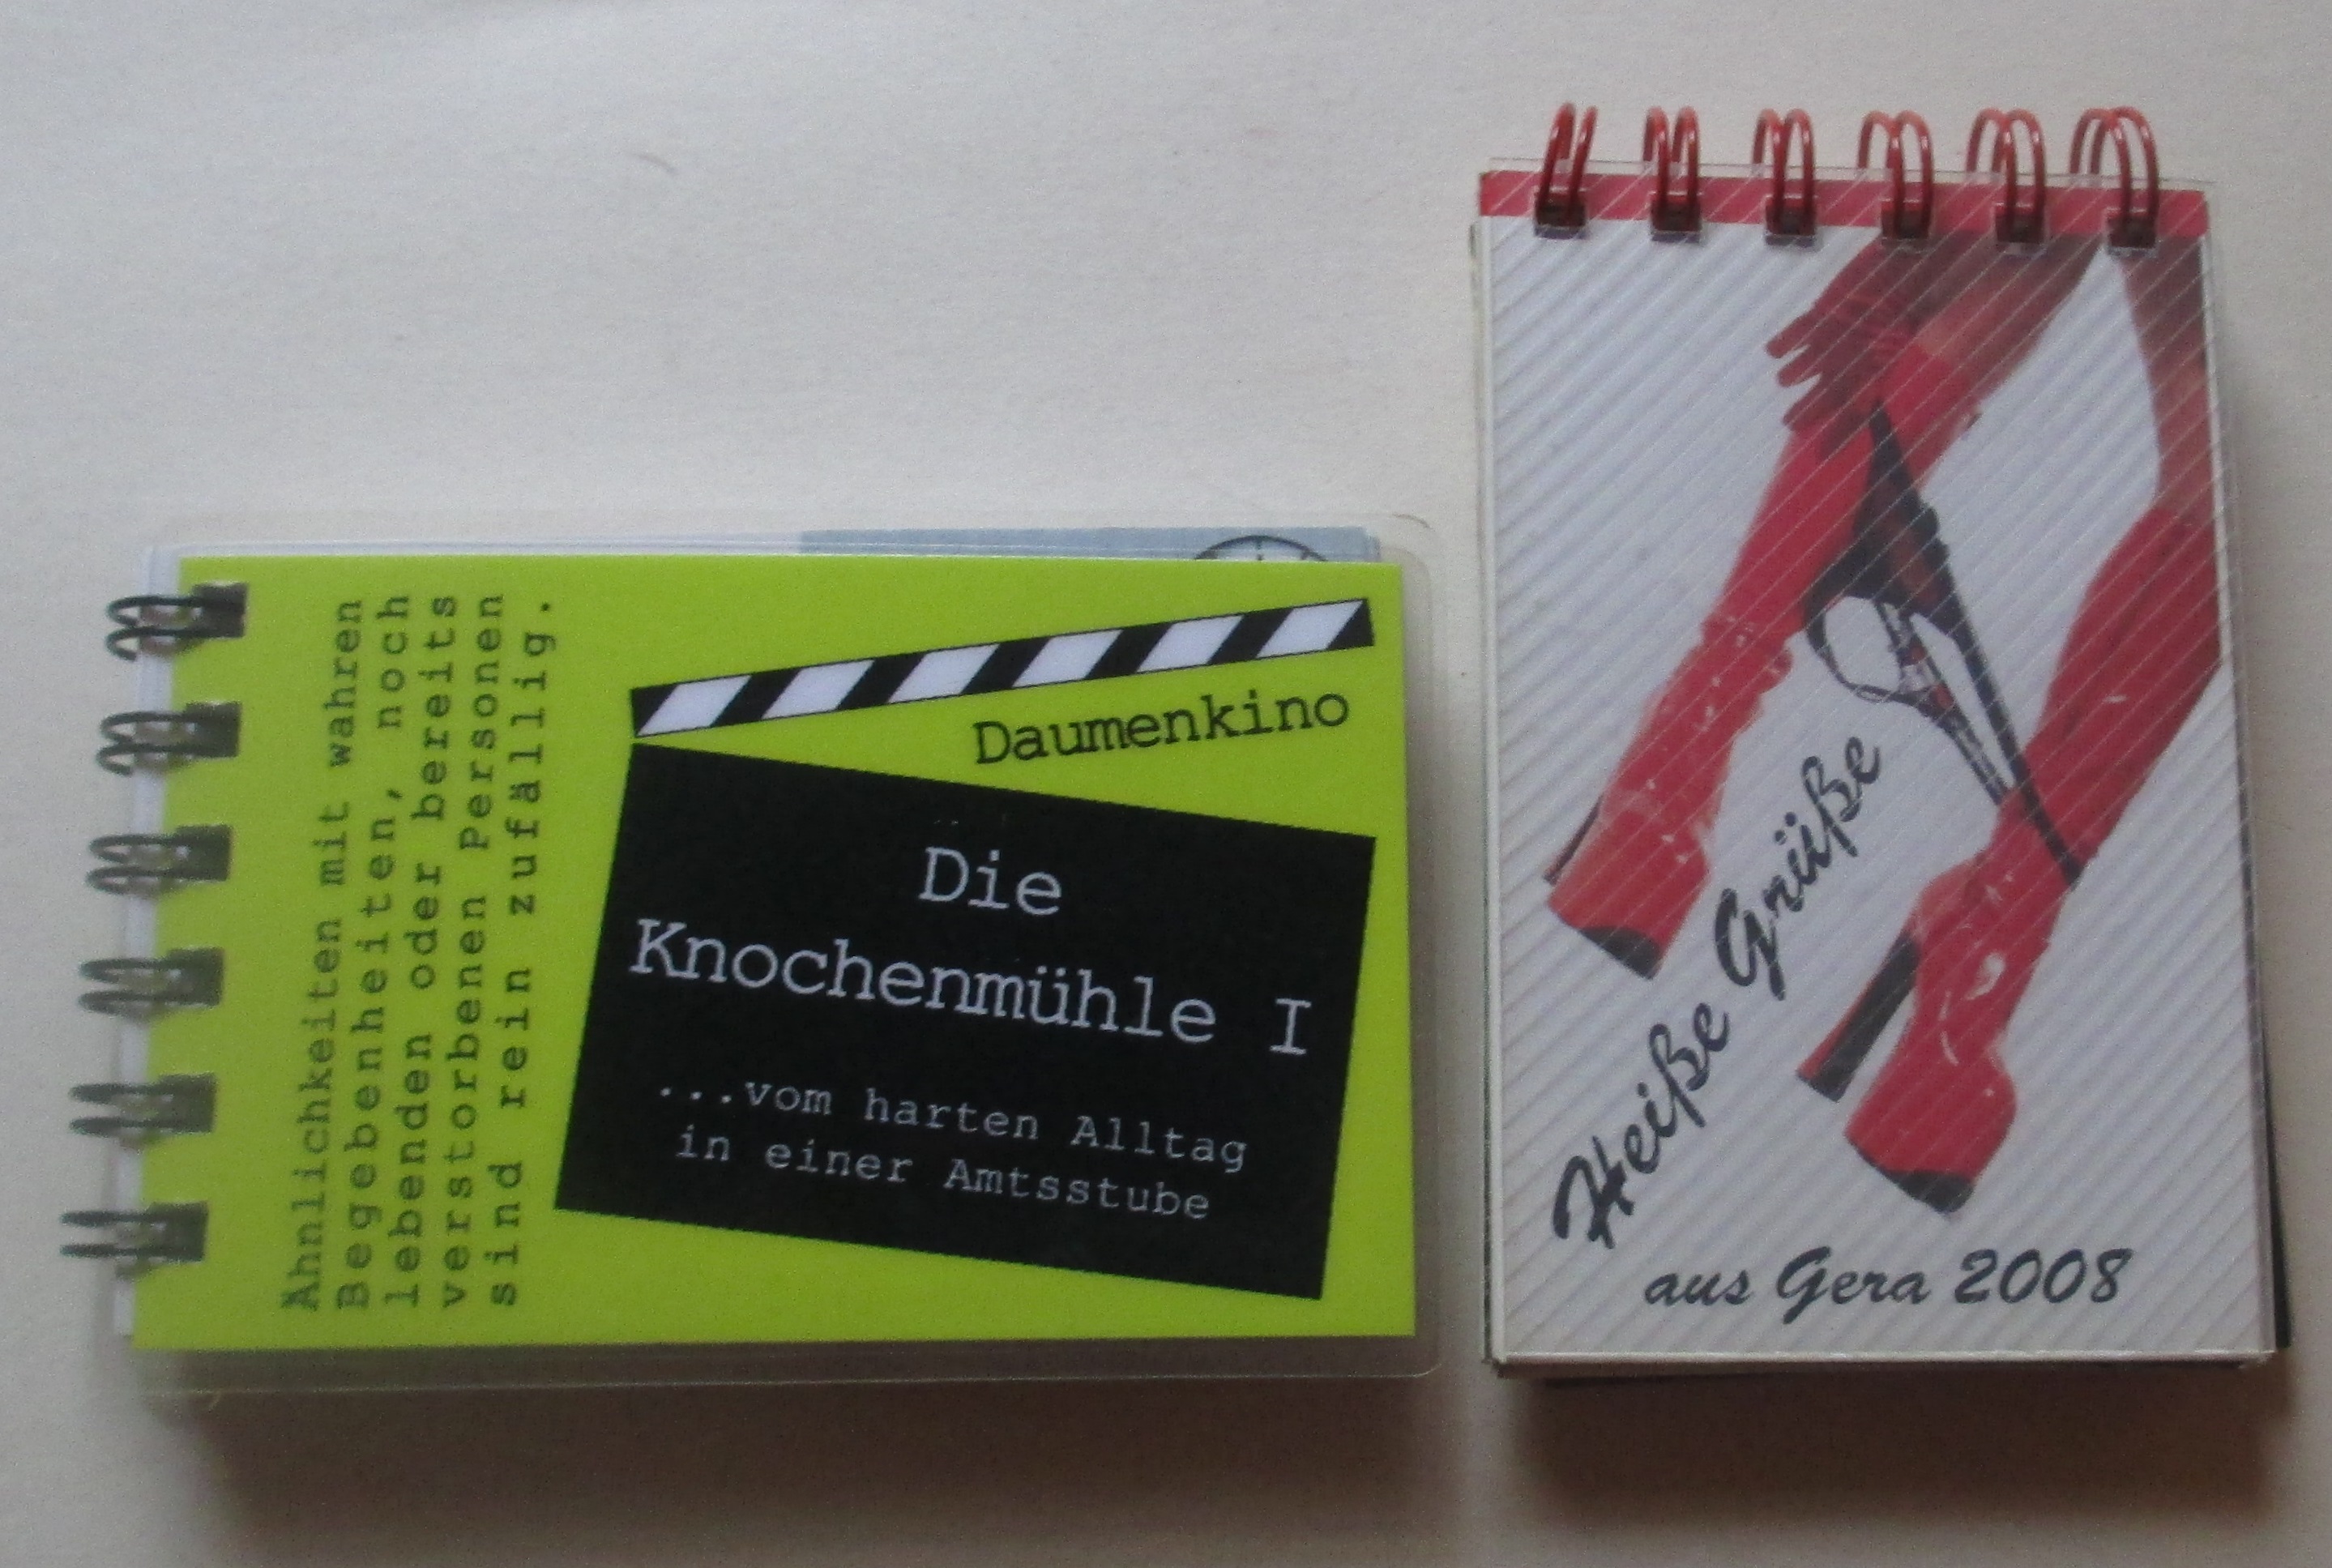 Ähnlichkeiten mit wahren
Begebenheiten, noch
lebenden oder bereits
verstorbenen Personen
sind rein zufällig.
Daumenkino
Die
Knochenmühle I
...vom harten Alltag
in einer Amtsstube
Heiße Grüße
aus Gera 2008